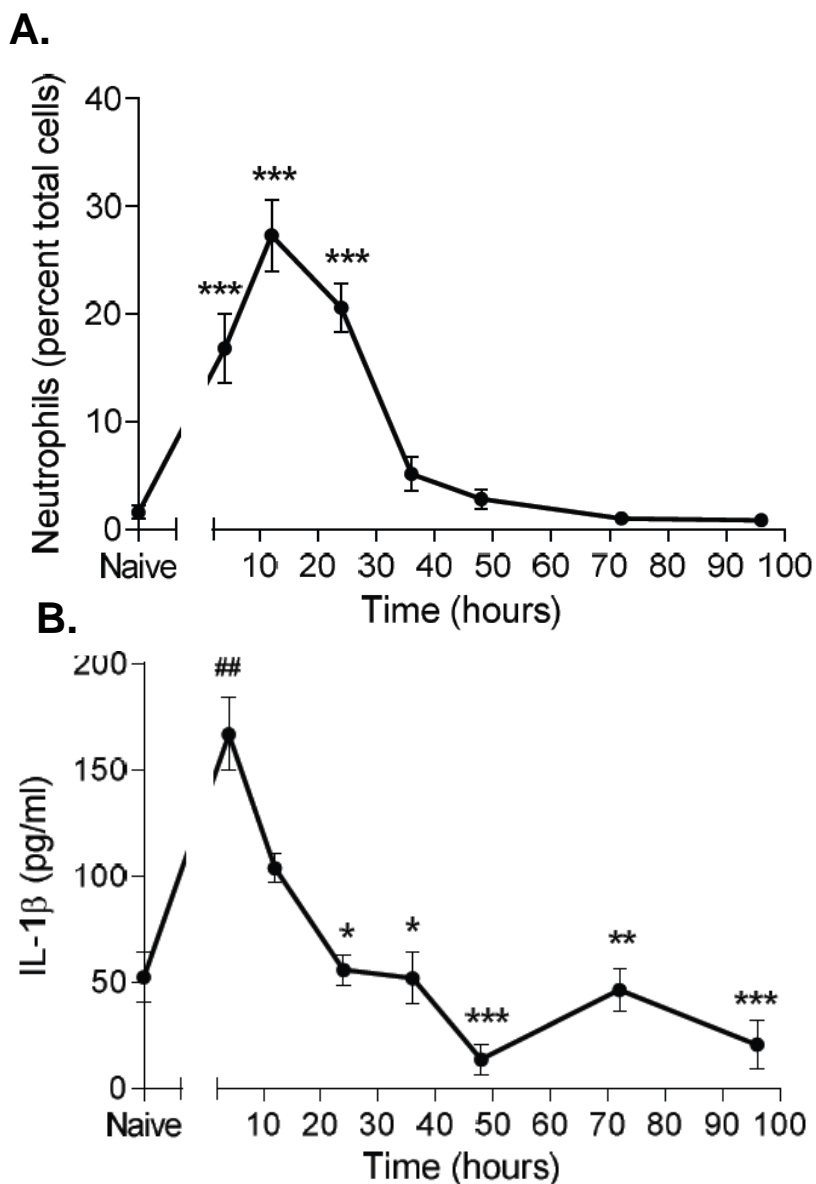 A.
Neutrophils (percent total cells)
40
30
20
10
0
***
***
***
Naive 10 20 30 40 50 60 70 80 90 100
Time (hours)
B.
IL-1β (pg/ml)
200
150
100
50
0
##
*
*
***
**
***
Naive 10 20 30 40 50 60 70 80 90 100
Time (hours)